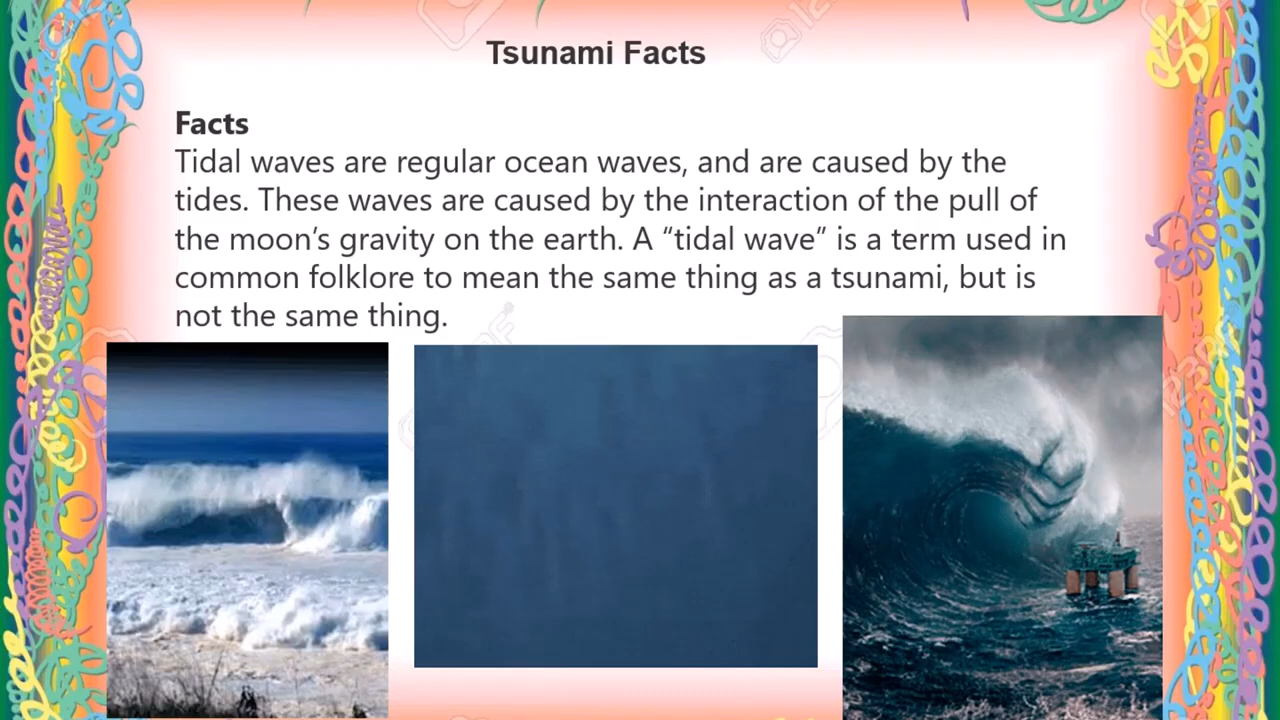 Tsunami Facts
Facts
Tidal waves are regular ocean waves, and are caused by the
tides. These waves are caused by the interaction of the pull of
the moon’s gravity on the earth. A “tidal wave” is a term used in
common folklore to mean the same thing as a tsunami, but is
not the same thing.